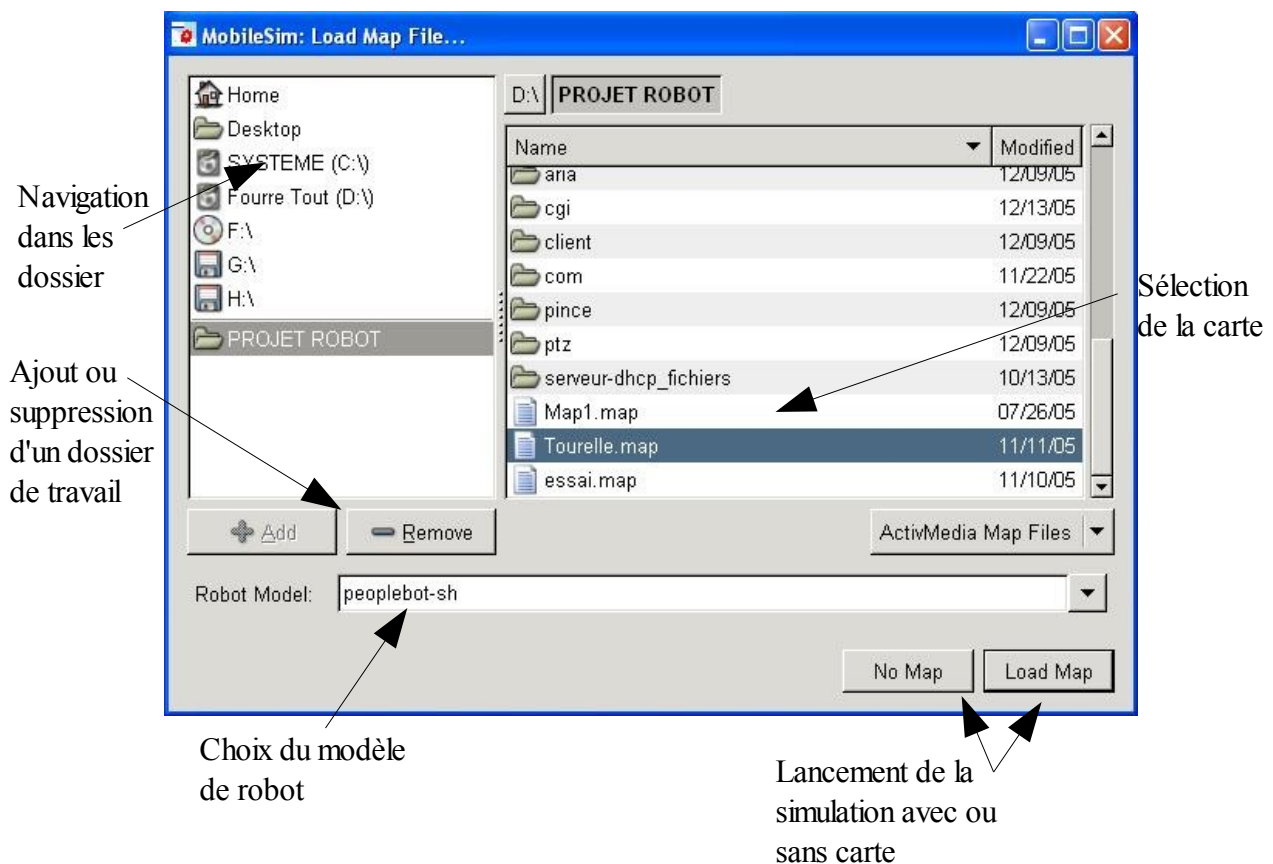 MobileSim: Load Map File...
Home
Desktop
SYSTEME (C:\)
Fourre Tout (D:\)
F:\
G:\
H:\
PROJET ROBOT
D:\ PROJET ROBOT
Name Modified
aria 12/09/05
cgi 12/13/05
client 12/09/05
com 11/22/05
pince 12/09/05
ptz 12/09/05
serveur-dhcp_fichiers 10/13/05
Map1.map 07/26/05
Tourelle.map 11/11/05
essai.map 11/10/05
Add Remove
ActivMedia Map Files
Robot Model: peoplebot-sh
No Map Load Map
Navigation
dans les
dossier
Ajout ou
suppression
d'un dossier
de travail
Sélection
de la carte
Choix du modèle
de robot
Lancement de la
simulation avec ou
sans carte